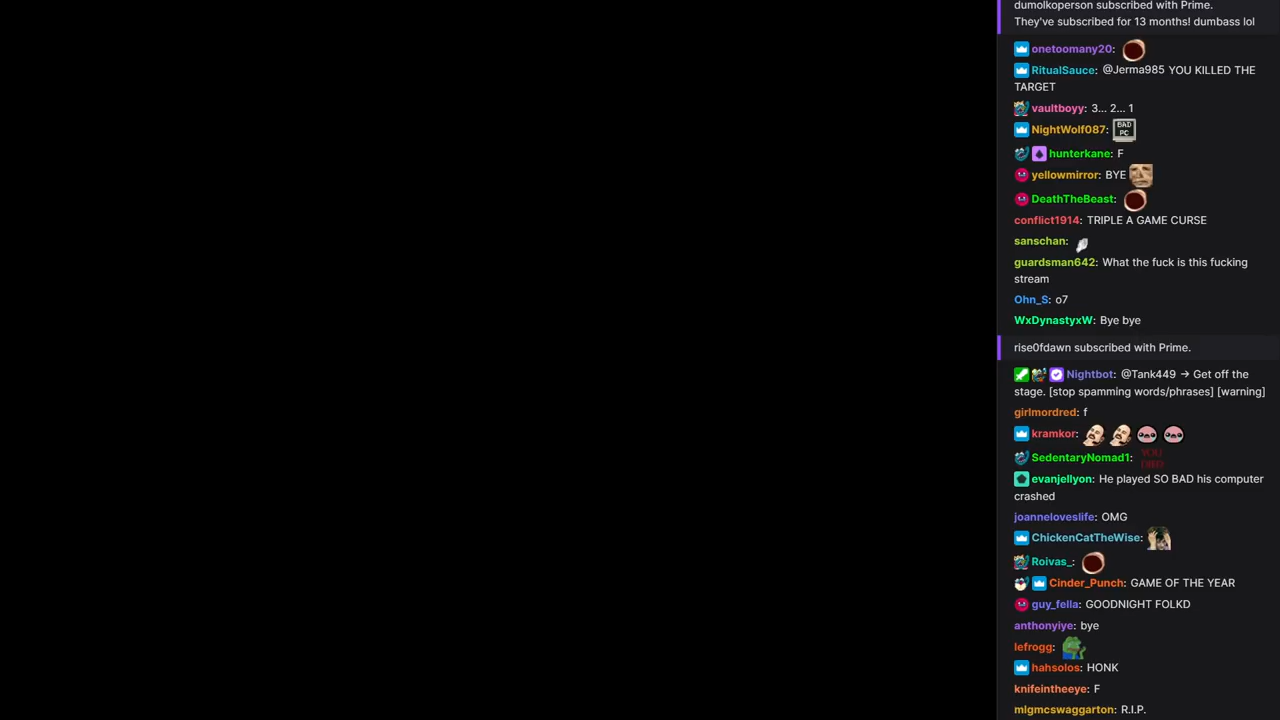 dumolkoperson subscribed with Prime.
They've subscribed for 13 months! dumbass lol
onetoomany20:
RitualSauce: @Jerma985 YOU KILLED THE
TARGET
vaultboyy: 3... 2... 1
NightWolf087: BAD PC
hunterkane: F
yellowmirror: BYE
DeathTheBeast:
conflict1914: TRIPLE A GAME CURSE
sanschan:
guardsman642: What the fuck is this fucking
stream
Ohn_S: o7
WxDynastyxW: Bye bye
rise0fdawn subscribed with Prime.
Nightbot: @Tank449 → Get off the
stage. [stop spamming words/phrases] [warning]
girlmordred: f
kramkor:
SedentaryNomad1: YOU DIED
evanjellyon: He played SO BAD his computer
crashed
joanneloveslife: OMG
ChickenCatTheWise:
Roivas_:
Cinder_Punch: GAME OF THE YEAR
guy_fella: GOODNIGHT FOLKD
anthonyiye: bye
lefrogg:
hahsolos: HONK
knifeintheeye: F
mlgmcswaggarton: R.I.P.